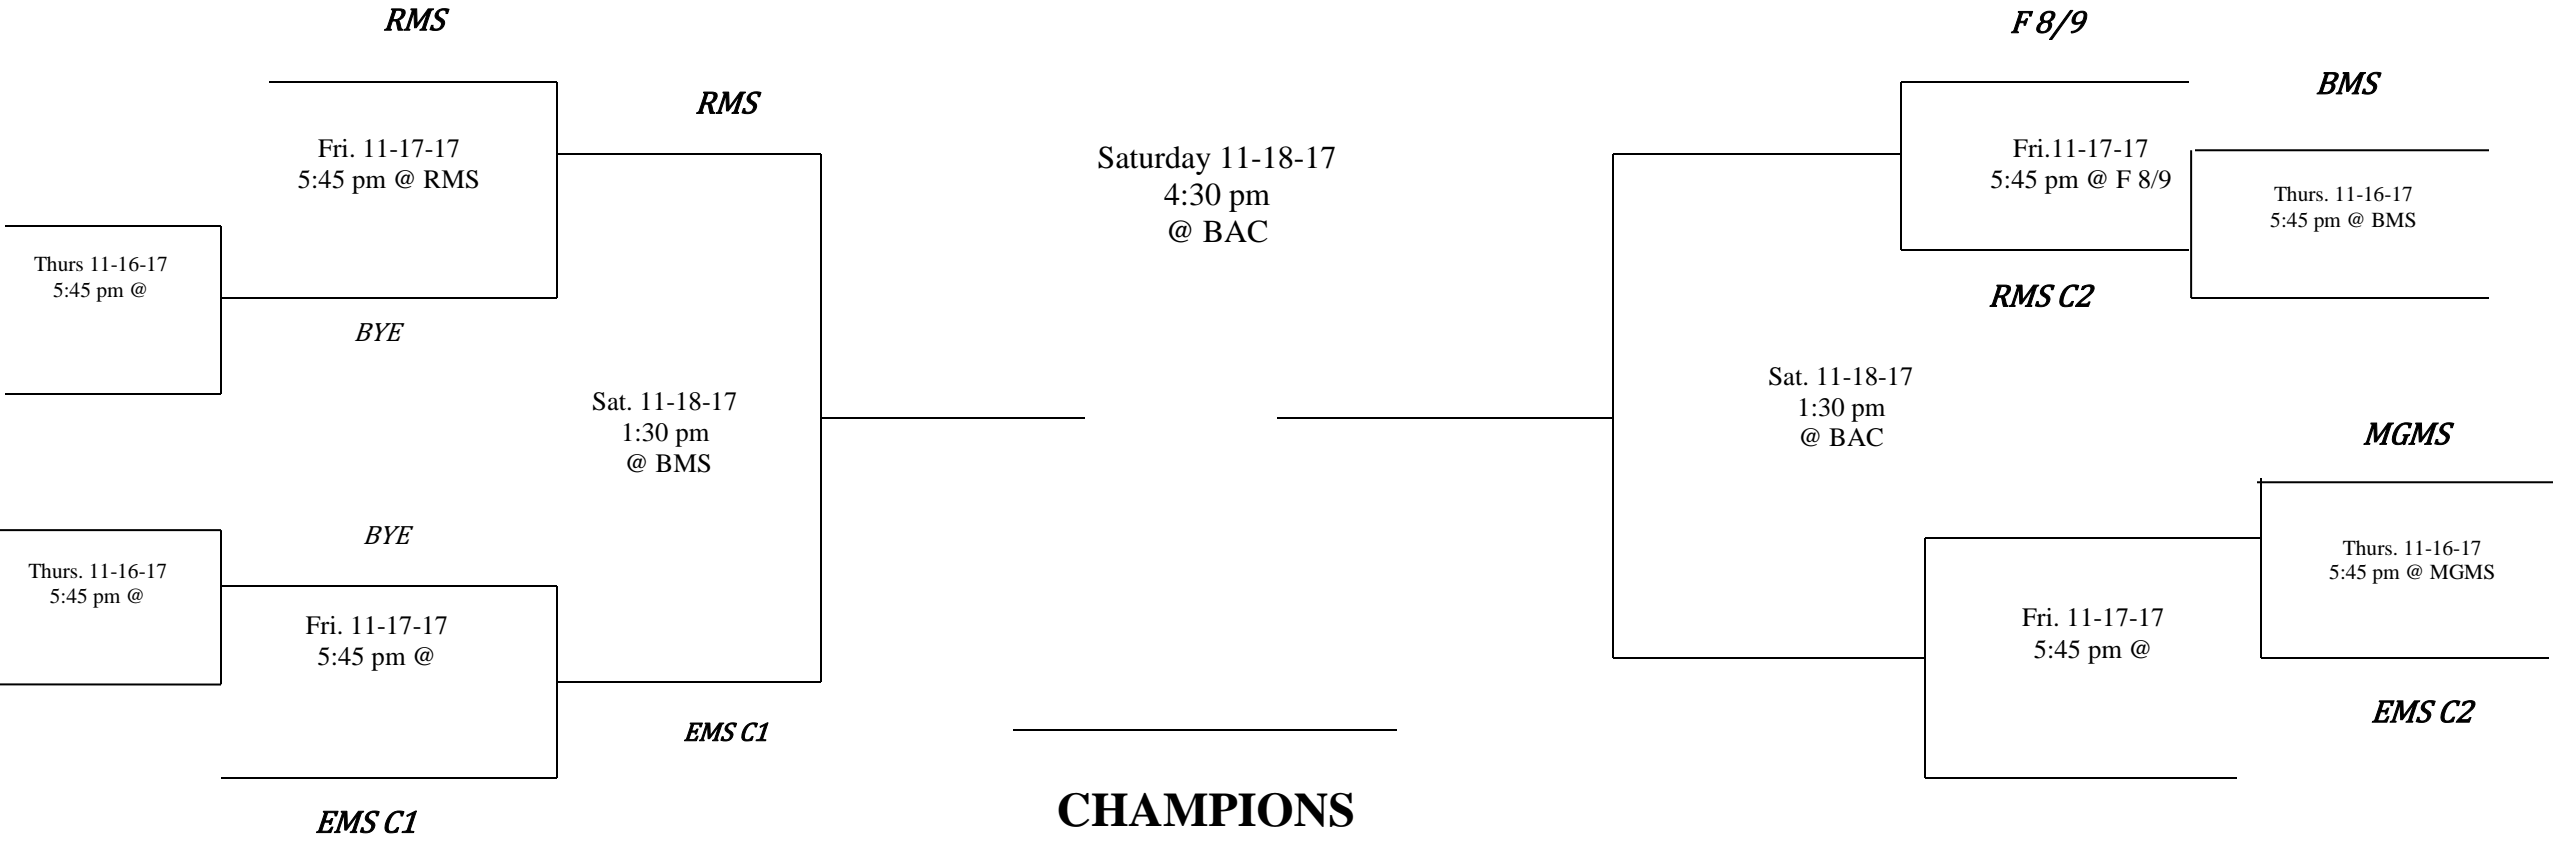 RMS
F 8/9
RMS
BMS
Fri. 11-17-17
5:45 pm @ RMS
Saturday 11-18-17
4:30 pm
@ BAC
Fri.11-17-17
5:45 pm @ F 8/9
Thurs. 11-16-17
5:45 pm @ BMS
Thurs 11-16-17
5:45 pm @
RMS C2
BYE
Sat. 11-18-17
1:30 pm
@ BMS
Sat. 11-18-17
1:30 pm
@ BAC
MGMS
BYE
Thurs. 11-16-17
5:45 pm @
Thurs. 11-16-17
5:45 pm @ MGMS
Fri. 11-17-17
5:45 pm @
Fri. 11-17-17
5:45 pm @
EMS C1
EMS C2
CHAMPIONS
EMS C1